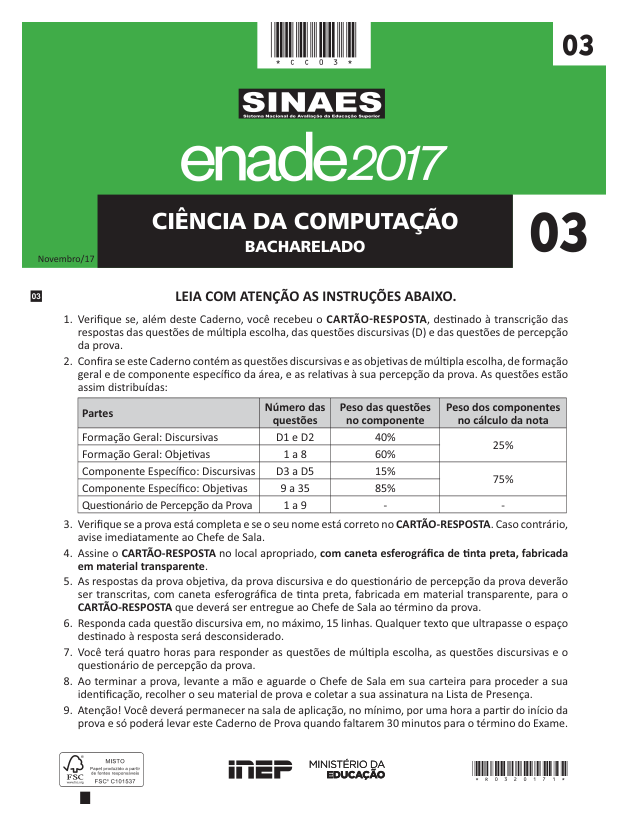 *CC03*
03
SINAES
Sistema Nacional de Avaliação da Educação Superior
enade2017
CIÊNCIA DA COMPUTAÇÃO
BACHARELADO
03
Novembro/17
03
LEIA COM ATENÇÃO AS INSTRUÇÕES ABAIXO.
1. Verifique se, além deste Caderno, você recebeu o CARTÃO-RESPOSTA, destinado à transcrição das
respostas das questões de múltipla escolha, das questões discursivas (D) e das questões de percepção
da prova.
2. Confira se este Caderno contém as questões discursivas e as objetivas de múltipla escolha, de formação
geral e de componente específico da área, e as relativas à sua percepção da prova. As questões estão
assim distribuídas:
Partes Número das questões Peso das questões no componente Peso dos componentes no cálculo da nota
Formação Geral: Discursivas D1 e D2 40% 25%
Formação Geral: Objetivas 1 a 8 60%
Componente Específico: Discursivas D3 a D5 15% 75%
Componente Específico: Objetivas 9 a 35 85%
Questionário de Percepção da Prova 1 a 9 - -
3. Verifique se a prova está completa e se o seu nome está correto no CARTÃO-RESPOSTA. Caso contrário,
avise imediatamente ao Chefe de Sala.
4. Assine o CARTÃO-RESPOSTA no local apropriado, com caneta esferográfica de tinta preta, fabricada
em material transparente.
5. As respostas da prova objetiva, da prova discursiva e do questionário de percepção da prova deverão
ser transcritas, com caneta esferográfica de tinta preta, fabricada em material transparente, para o
CARTÃO-RESPOSTA que deverá ser entregue ao Chefe de Sala ao término da prova.
6. Responda cada questão discursiva em, no máximo, 15 linhas. Qualquer texto que ultrapasse o espaço
destinado à resposta será desconsiderado.
7. Você terá quatro horas para responder as questões de múltipla escolha, as questões discursivas e o
questionário de percepção da prova.
8. Ao terminar a prova, levante a mão e aguarde o Chefe de Sala em sua carteira para proceder a sua
identificação, recolher o seu material de prova e coletar a sua assinatura na Lista de Presença.
9. Atenção! Você deverá permanecer na sala de aplicação, no mínimo, por uma hora a partir do início da
prova e só poderá levar este Caderno de Prova quando faltarem 30 minutos para o término do Exame.
FSC
MISTO
Papel produzido a partir
de fontes responsáveis
FSC® C101537
INEP
MINISTÉRIO DA
EDUCAÇÃO
*R0320171*